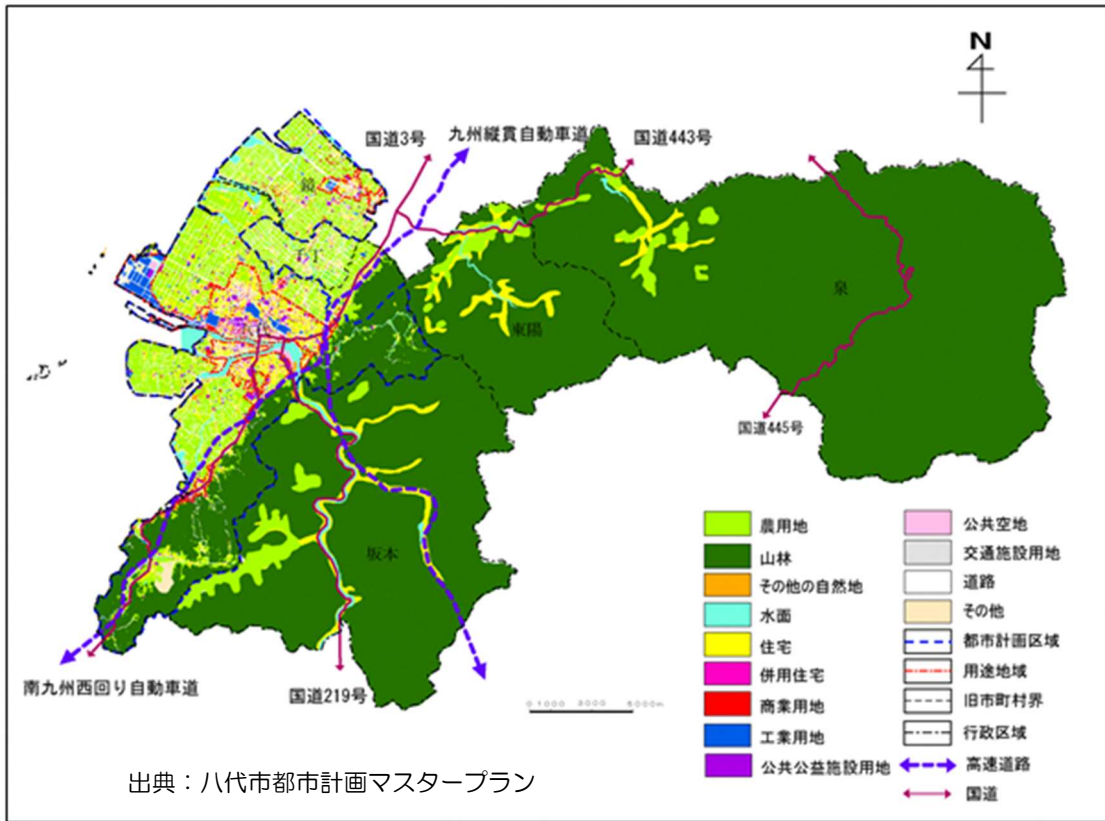 N
国道3号
九州縦貫自動車道
国道443号
鏡
千丁
八代
東陽
泉
国道445号
坂本
南九州西回り自動車道
国道219号
農用地
山林
その他の自然地
水面
住宅
併用住宅
商業用地
工業用地
公共公益施設用地
公共空地
交通施設用地
道路
その他
都市計画区域
用途地域
旧市町村界
行政区域
高速道路
国道
出典：八代市都市計画マスタープラン